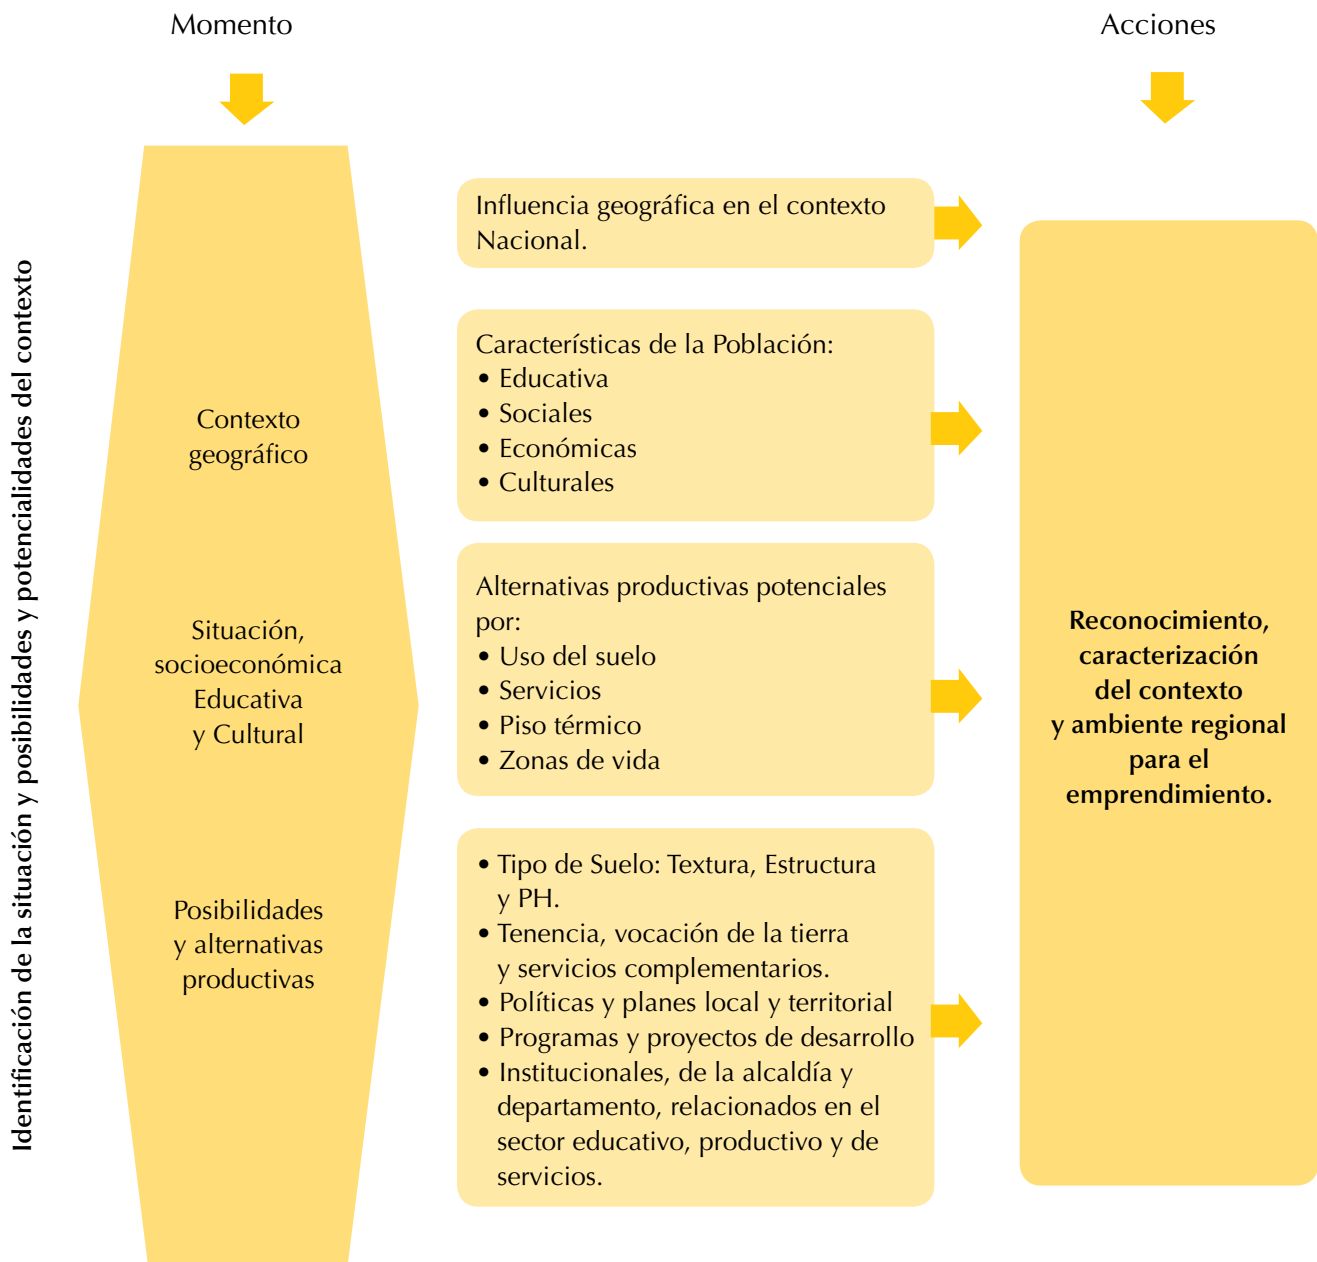 Momento
Acciones
Identificación de la situación y posibilidades y potencialidades del contexto
Contexto
geográfico
Situación,
socioeconómica
Educativa
y Cultural
Posibilidades
y alternativas
productivas
Influencia geográfica en el contexto
Nacional.
Características de la Población:
• Educativa
• Sociales
• Económicas
• Culturales
Alternativas productivas potenciales
por:
• Uso del suelo
• Servicios
• Piso térmico
• Zonas de vida
• Tipo de Suelo: Textura, Estructura
y PH.
• Tenencia, vocación de la tierra
y servicios complementarios.
• Políticas y planes local y territorial
• Programas y proyectos de desarrollo
• Institucionales, de la alcaldía y
departamento, relacionados en el
sector educativo, productivo y de
servicios.
Reconocimiento,
caracterización
del contexto
y ambiente regional
para el
emprendimiento.